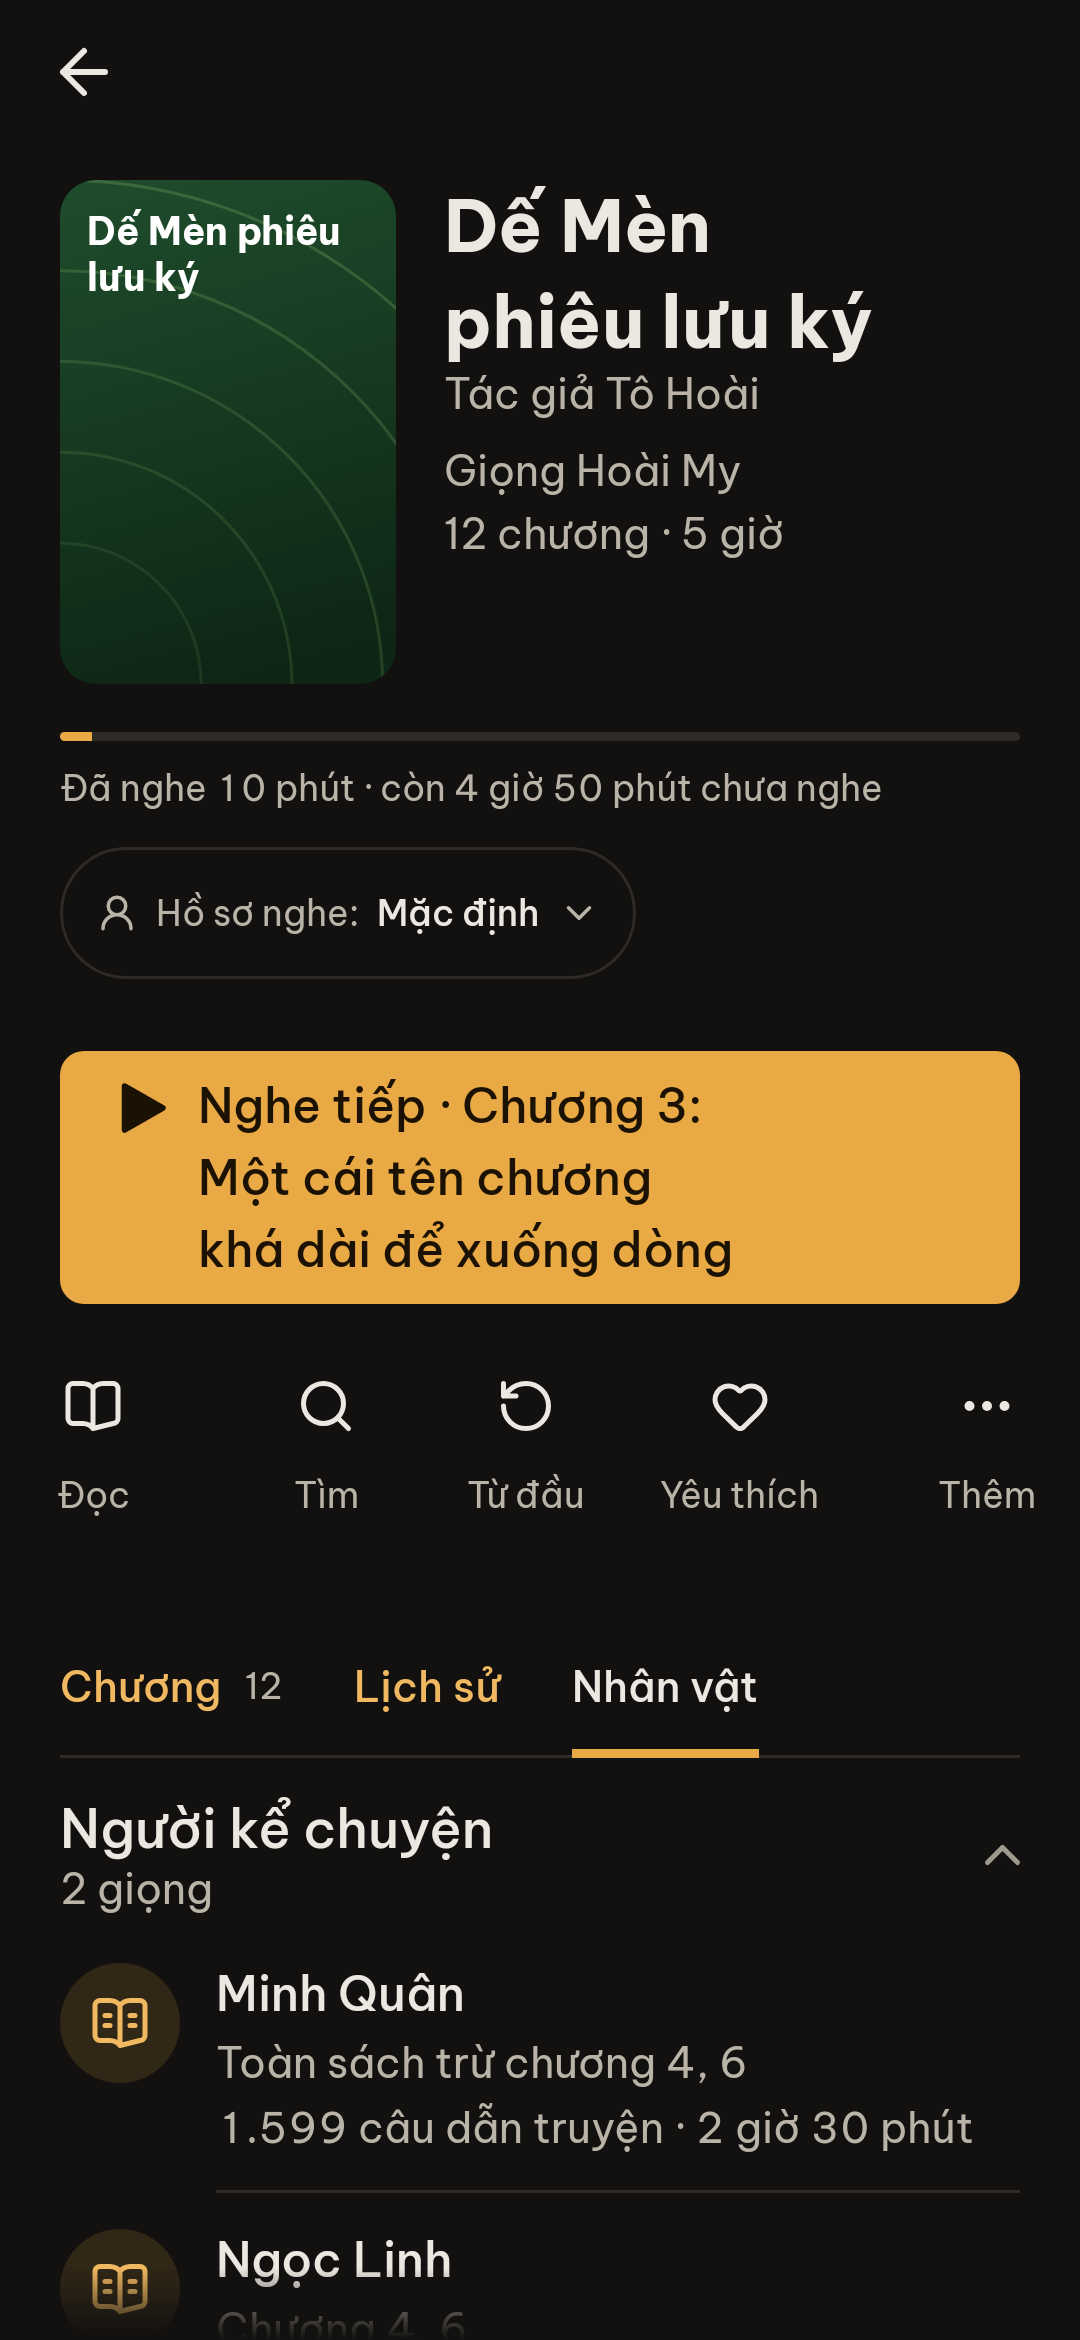 Dế Mèn phiêu
lưu ký
Dế Mèn
phiêu lưu ký
Tác giả Tô Hoài
Giọng Hoài My
12 chương · 5 giờ
Đã nghe 10 phút · còn 4 giờ 50 phút chưa nghe
Hồ sơ nghe: Mặc định
Nghe tiếp · Chương 3:
Một cái tên chương
khá dài để xuống dòng
Đọc Tìm Từ đầu Yêu thích Thêm
Chương 12 Lịch sử Nhân vật
Người kể chuyện
2 giọng
Minh Quân
Toàn sách trừ chương 4, 6
1.599 câu dẫn truyện · 2 giờ 30 phút
Ngọc Linh
Chương 4, 6